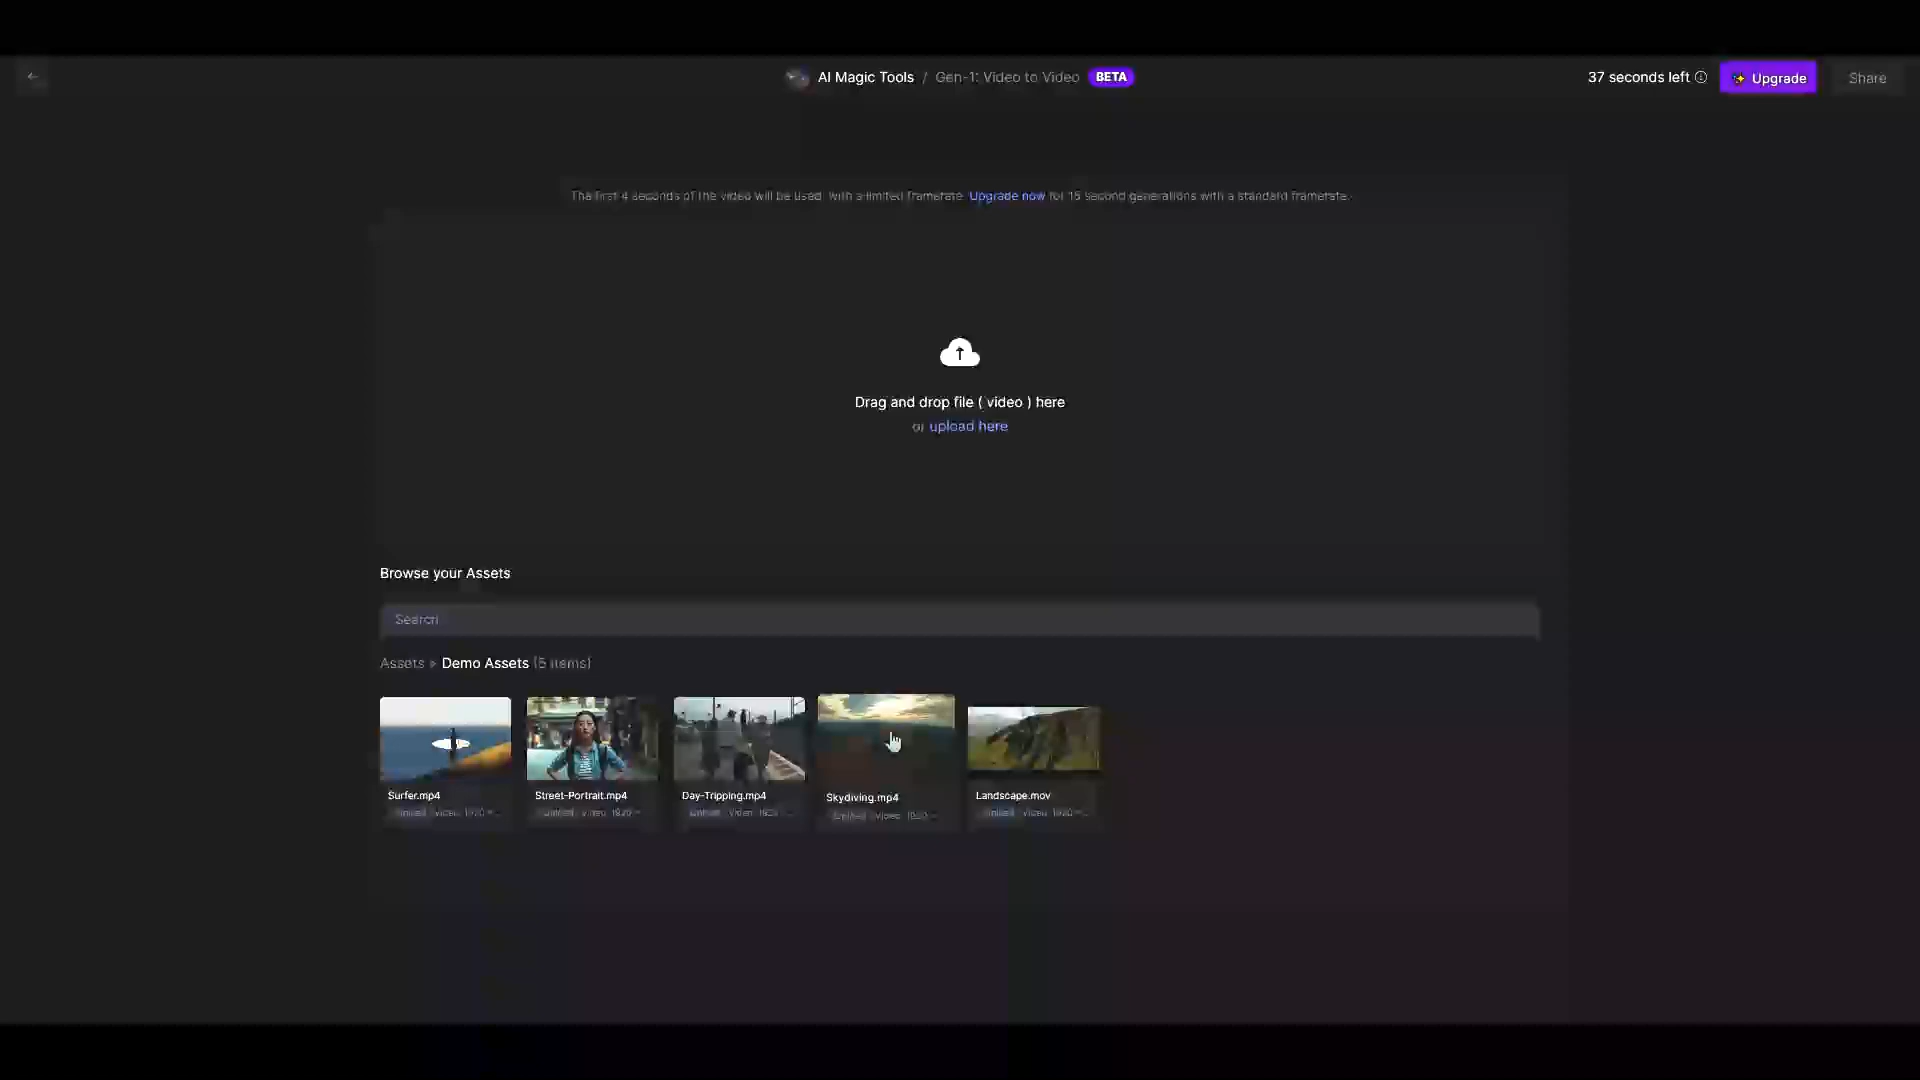 AI Magic Tools / Gen-1: Video to Video BETA
37 seconds left
Upgrade
Share
The first 4 seconds of the video will be used, with a limited framerate. Upgrade now for 15 second generations with a standard framerate.
Drag and drop file ( video ) here
or upload here
Browse your Assets
Search
Assets > Demo Assets (5 items)
Surfer.mp4
Street-Portrait.mp4
Day-Tripping.mp4
Skydiving.mp4
Landscape.mov